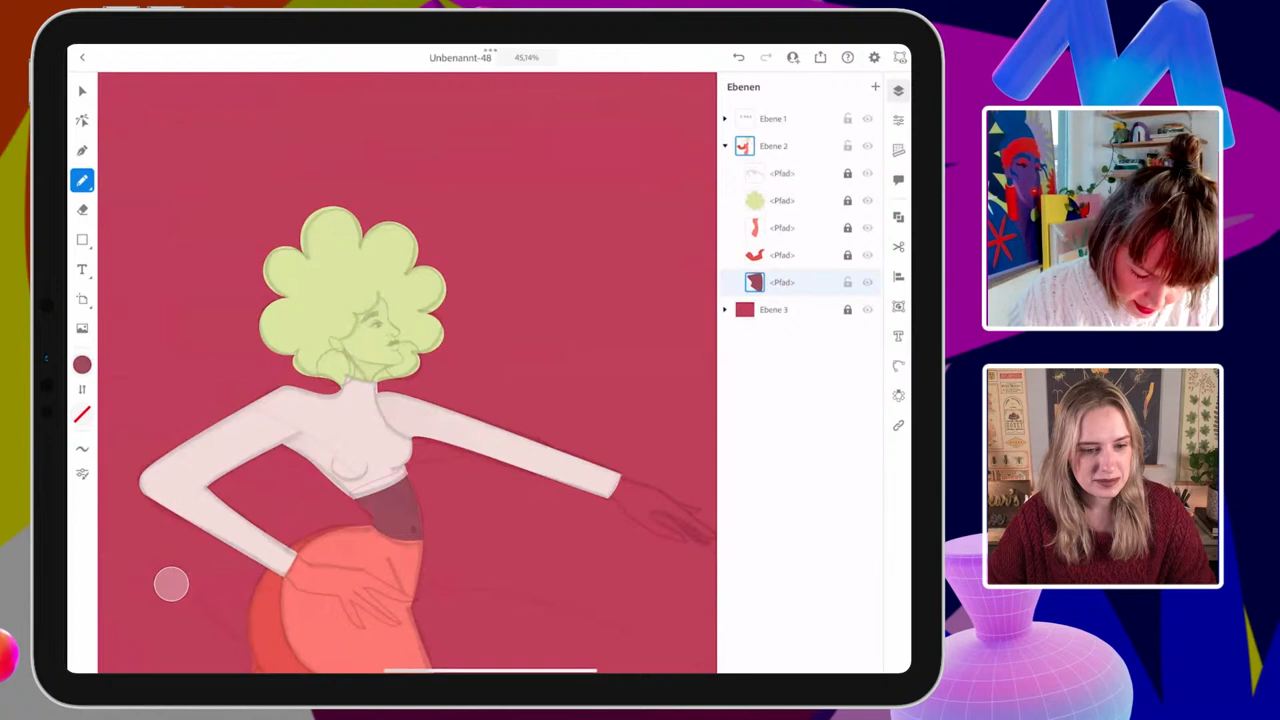 Unbenannt-48
45,14%
Ebenen
Ebene 1
Ebene 2
<Pfad>
<Pfad>
<Pfad>
<Pfad>
<Pfad>
Ebene 3